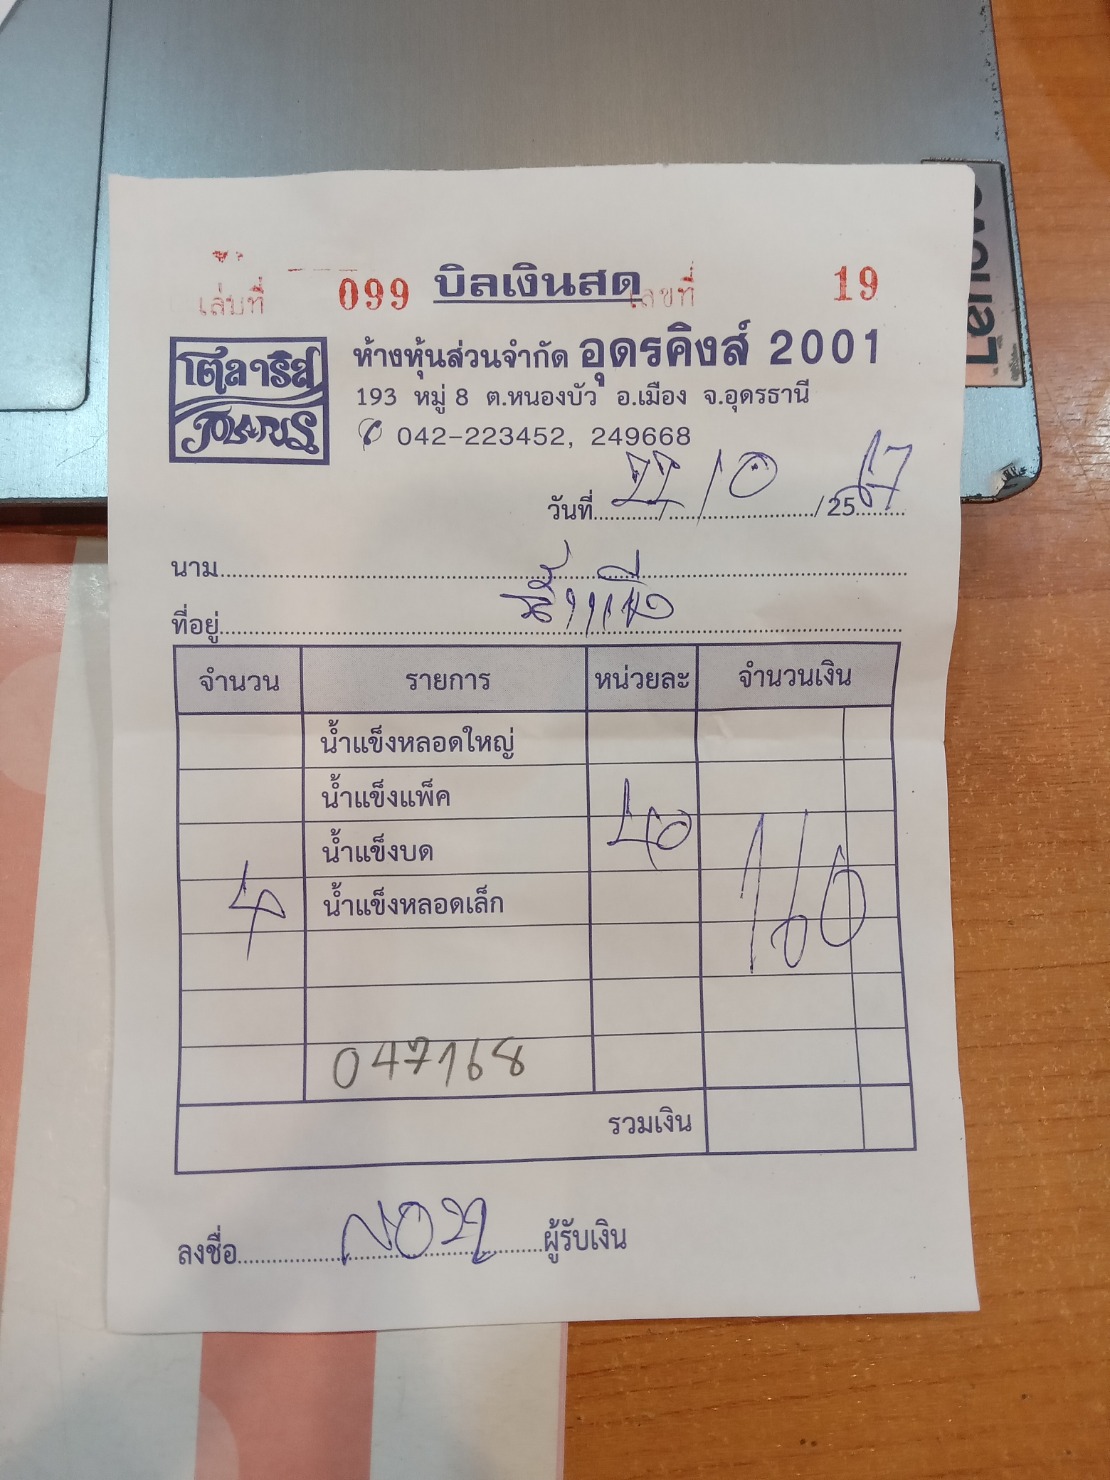 เล่มที่ 099 บิลเงินสด เลขที่ 19
โตลาริส
ห้างหุ้นส่วนจำกัด อุดรคิงส์ 2001
193 หมู่ 8 ต.หนองบัว อ.เมือง จ.อุดรธานี
042-223452, 249668
วันที่ 22/10/2567
นาม
ที่อยู่
จำนวน รายการ หน่วยละ จำนวนเงิน
น้ำแข็งหลอดใหญ่
น้ำแข็งแพ็ค
น้ำแข็งบด 40
4 น้ำแข็งหลอดเล็ก 160
047168
รวมเงิน
ลงชื่อ ผู้รับเงิน